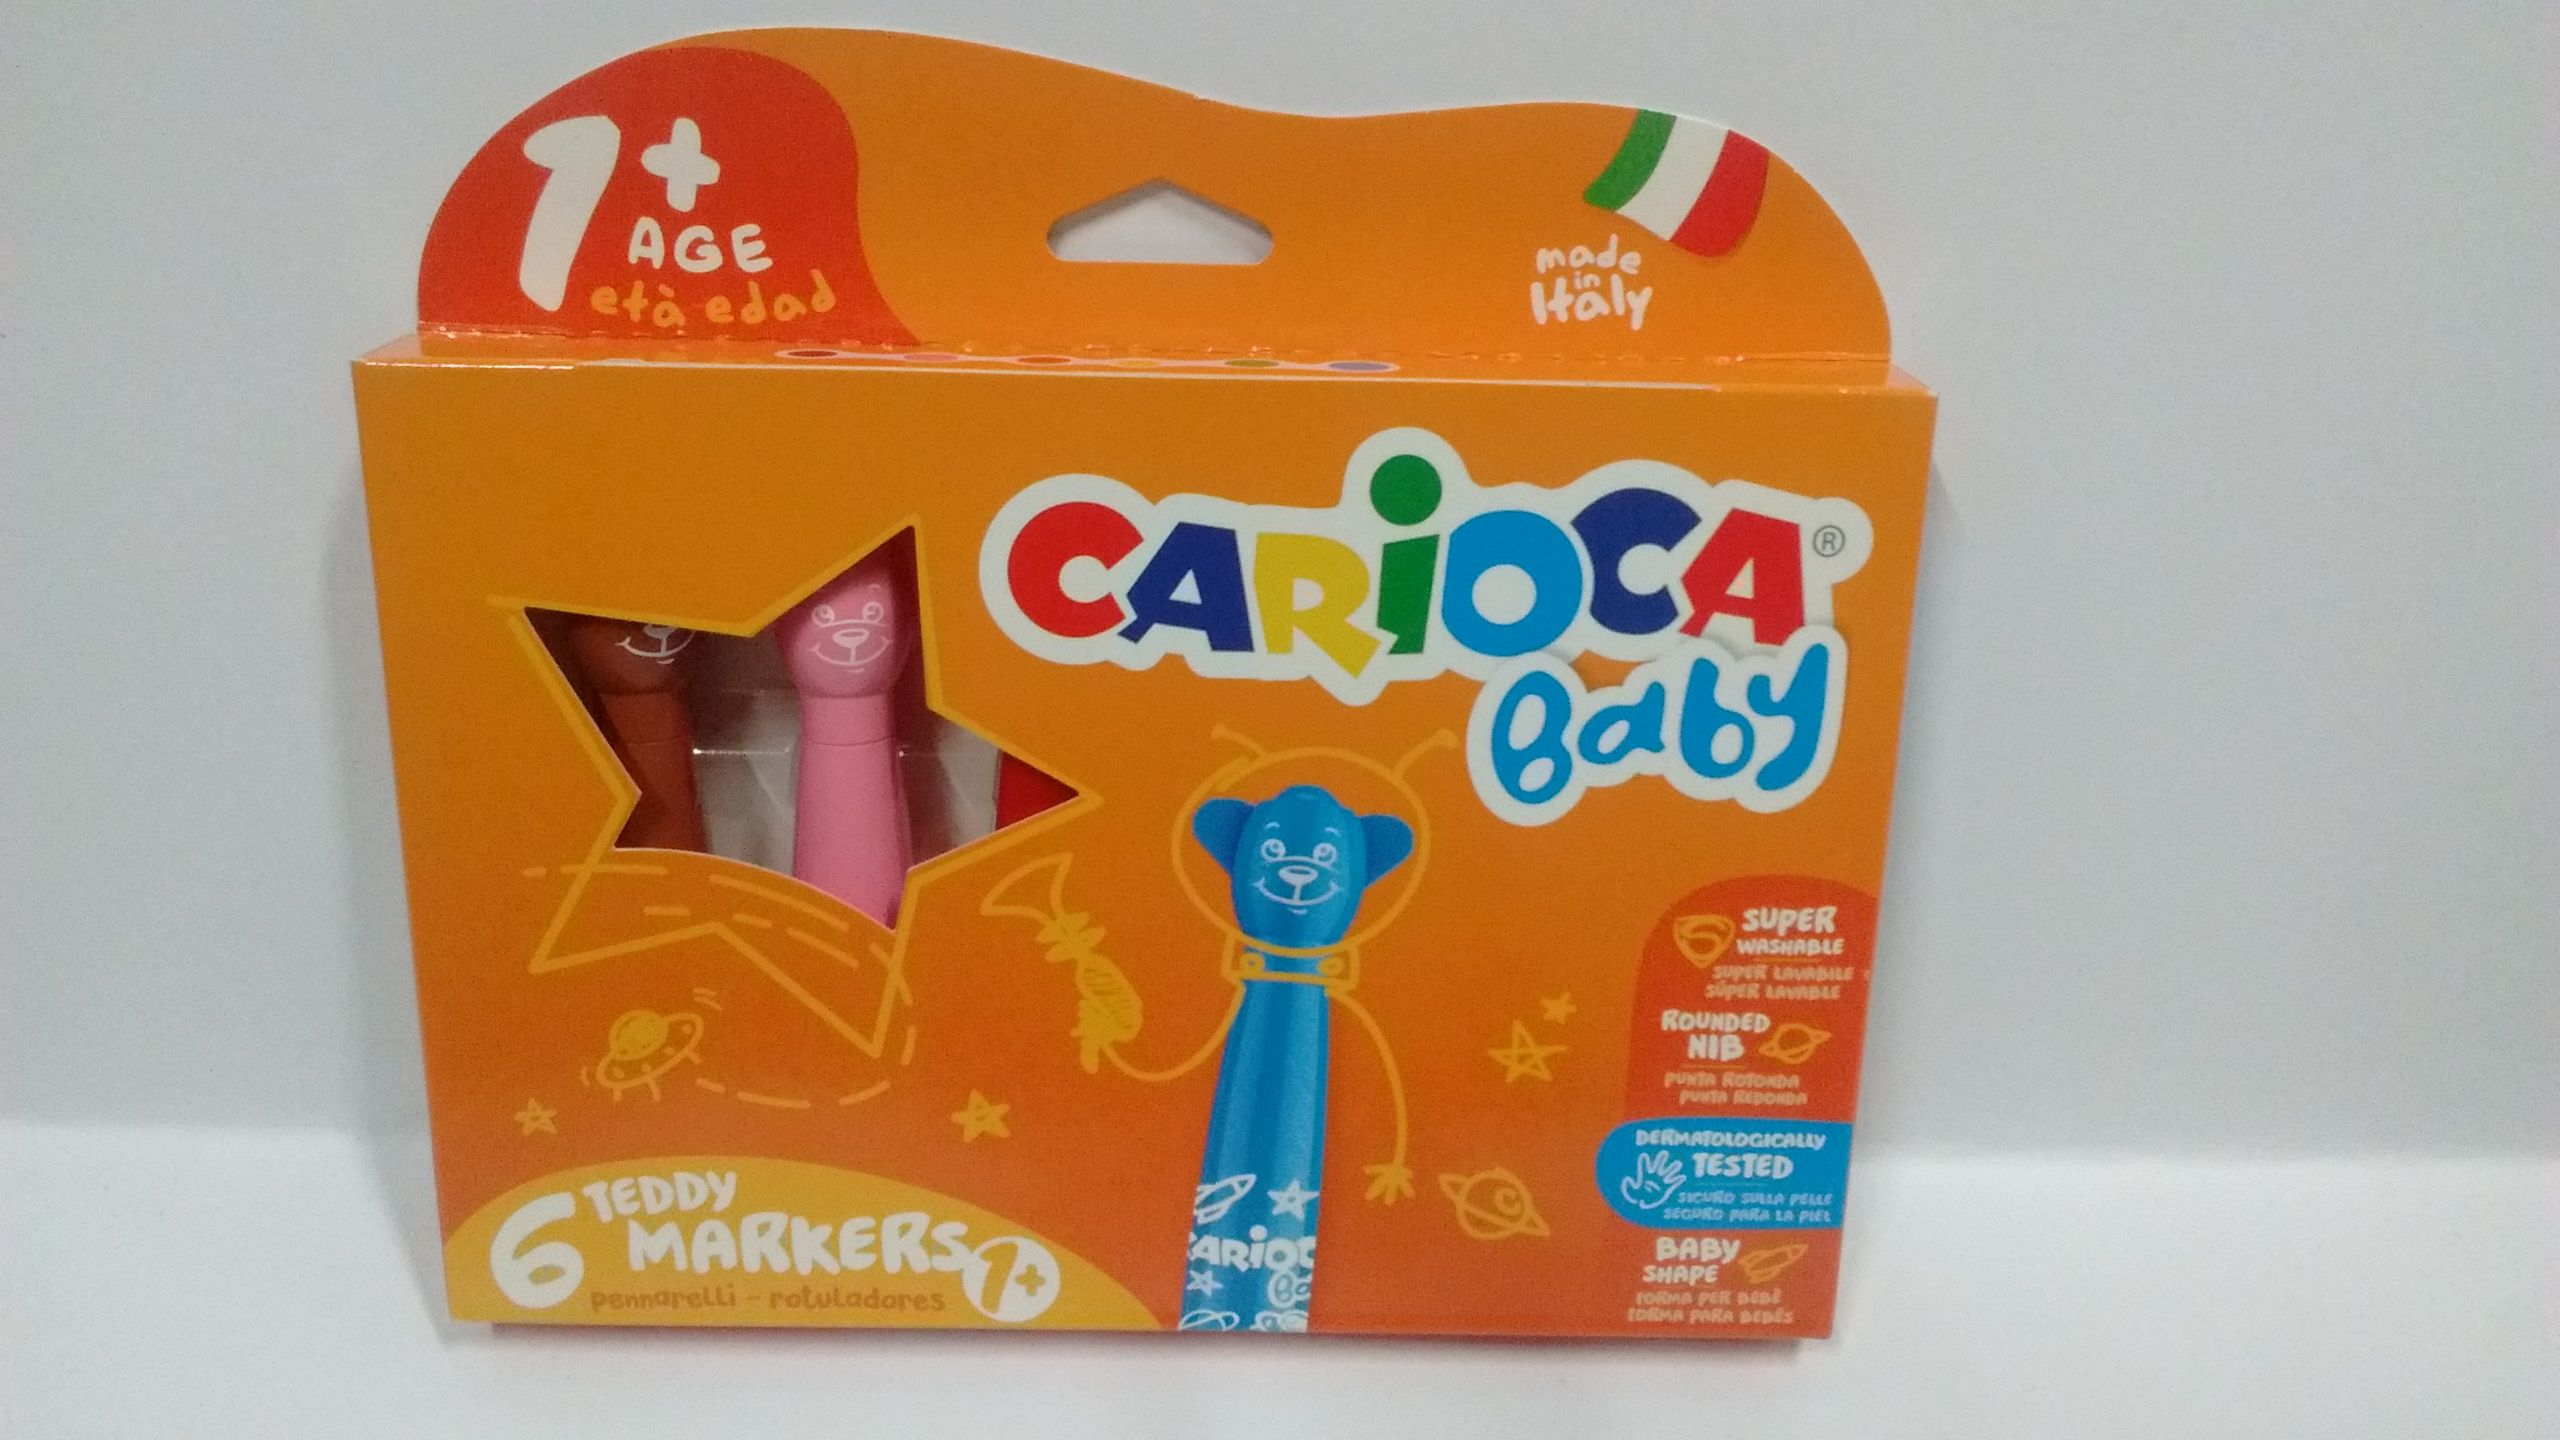 1+
AGE
età edad
made
in
Italy
CARIOCA®
Baby
SUPER
WASHABLE
SUPER LAVABILE
SÚPER LAVABLE
ROUNDED
NIB
PUNTA ROTONDA
PUNTA REDONDA
DERMATOLOGICALLY
TESTED
SICURO SULLA PELLE
SEGURO PARA LA PIEL
BABY
SHAPE
FORMA PER BEBÈ
FORMA PARA BEBÉS
CARIOC
Ba
6 TEDDY
MARKERS 1+
pennarelli - rotuladores